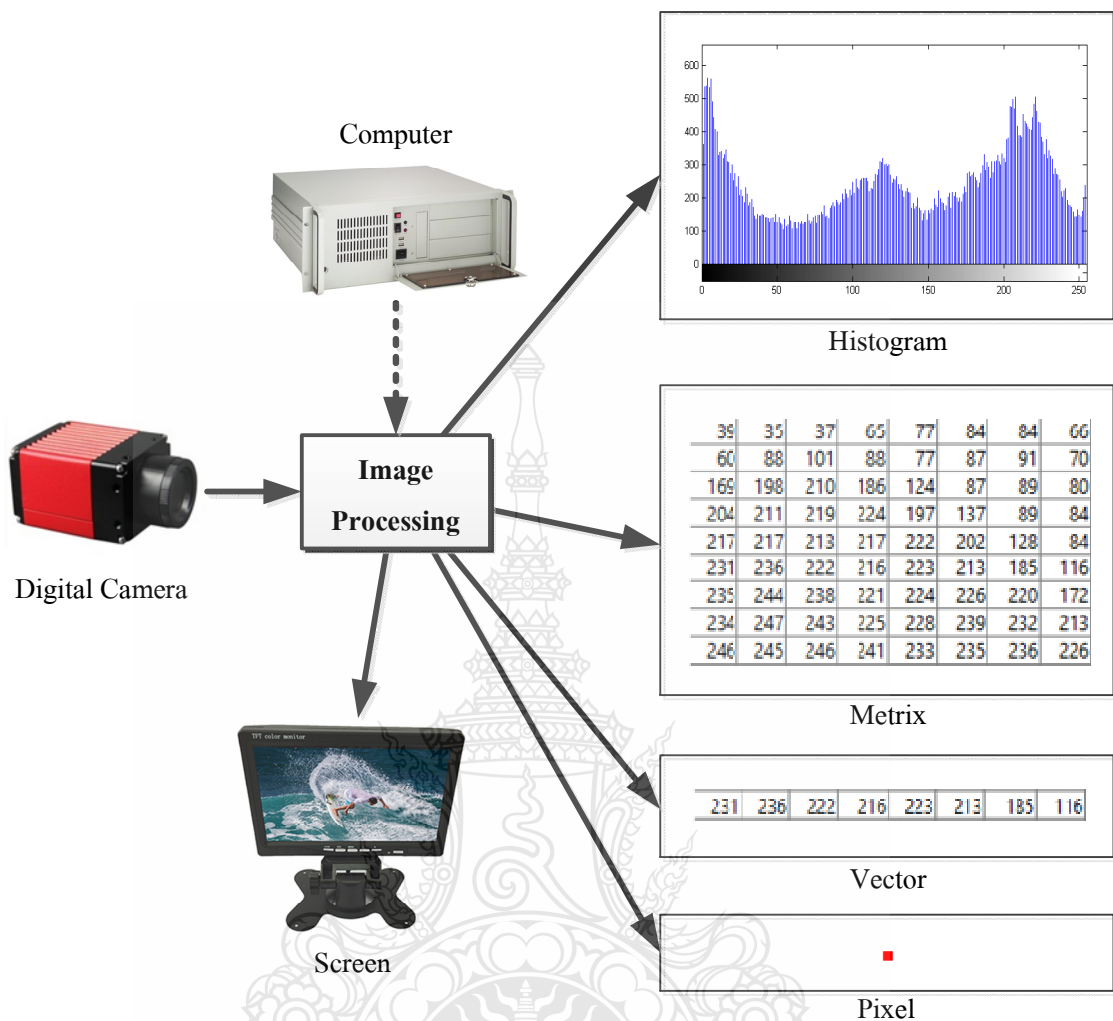 Computer
600
500
400
300
200
100
0
0 50 100 150 200 250
Histogram
Digital Camera
Image
Processing
39 35 37 65 77 84 84 66
60 88 101 88 77 87 91 70
169 198 210 186 124 87 89 80
204 211 219 224 197 137 89 84
217 217 213 217 222 202 128 84
231 236 222 216 223 213 185 116
235 244 238 221 224 226 220 172
234 247 243 225 228 239 232 213
246 245 246 241 233 235 236 226
Metrix
TFT color monitor
Screen
231 236 222 216 223 213 185 116
Vector
Pixel